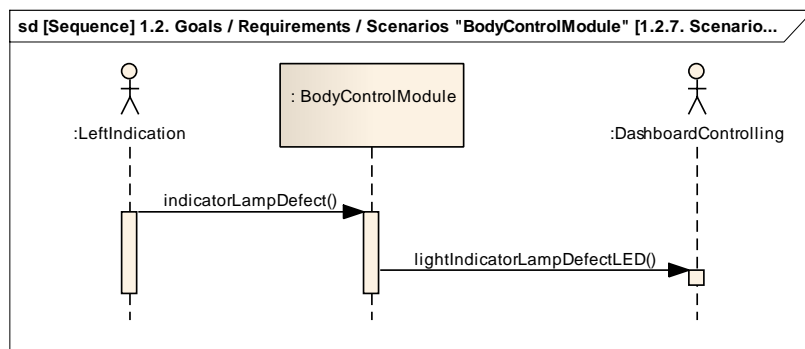 sd [Sequence] 1.2. Goals / Requirements / Scenarios "BodyControlModule" [1.2.7. Scenario...
: BodyControlModule
:LeftIndication
:DashboardControlling
indicatorLampDefect()
lightIndicatorLampDefectLED()